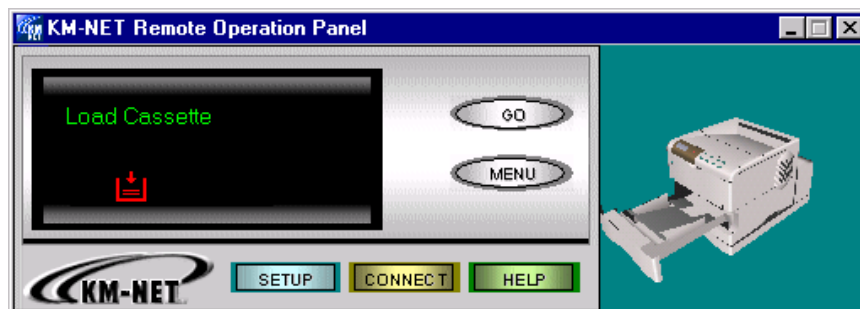 KM-NET Remote Operation Panel
Load Cassette
GO
MENU
KM-NET
SETUP
CONNECT
HELP